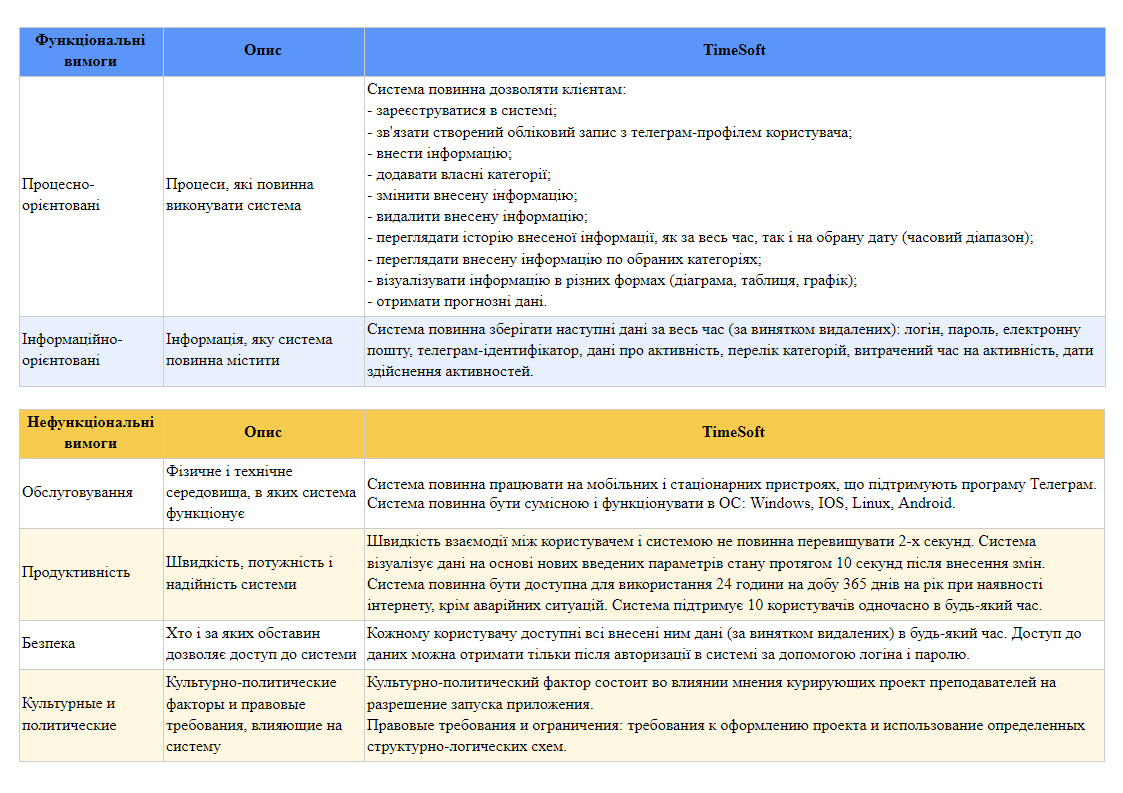 Функціональні вимоги
Опис
TimeSoft
Процесно-
орієнтовані
Процеси, які повинна
виконувати система
Система повинна дозволяти клієнтам:
- зареєструватися в системі;
- зв'язати створений обліковий запис з телеграм-профілем користувача;
- внести інформацію;
- додавати власні категорії;
- змінити внесену інформацію;
- видалити внесену інформацію;
- переглядати історію внесеної інформації, як за весь час, так і на обрану дату (часовий діапазон);
- переглядати внесену інформацію по обраних категоріях;
- візуалізувати інформацію в різних формах (діаграма, таблиця, графік);
- отримати прогнозні дані.
Інформаційно-
орієнтовані
Інформація, яку система
повинна містити
Система повинна зберігати наступні дані за весь час (за винятком видалених): логін, пароль, електронну
пошту, телеграм-ідентифікатор, дані про активність, перелік категорій, витрачений час на активність, дати
здійснення активностей.
Нефункціональні
вимоги
Опис
TimeSoft
Обслуговування
Фізичне і технічне
середовища, в яких система
функціонує
Система повинна працювати на мобільних і стаціонарних пристроях, що підтримують програму Телеграм.
Система повинна бути сумісною і функціонувати в ОС: Windows, IOS, Linux, Android.
Продуктивність
Швидкість, потужність і
надійність системи
Швидкість взаємодії між користувачем і системою не повинна перевищувати 2-х секунд. Система
візуалізує дані на основі нових введених параметрів стану протягом 10 секунд після внесення змін.
Система повинна бути доступна для використання 24 години на добу 365 днів на рік при наявності
інтернету, крім аварійних ситуацій. Система підтримує 10 користувачів одночасно в будь-який час.
Безпека
Хто і за яких обставин
дозволяє доступ до системи
Кожному користувачу доступні всі внесені ним дані (за винятком видалених) в будь-який час. Доступ до
даних можна отримати тільки після авторизації в системі за допомогою логіна і паролю.
Культурные и
политические
Культурно-политические
факторы и правовые
требования, влияющие на
систему
Культурно-политический фактор состоит во влиянии мнения курирующих проект преподавателей на
разрешение запуска приложения.
Правовые требования и ограничения: требования к оформлению проекта и использование определенных
структурно-логических схем.